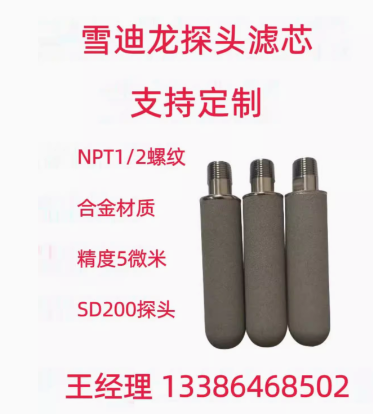 雪迪龙探头滤芯
支持定制
NPT1/2螺纹
合金材质
精度5微米
SD200探头
王经理 13386468502